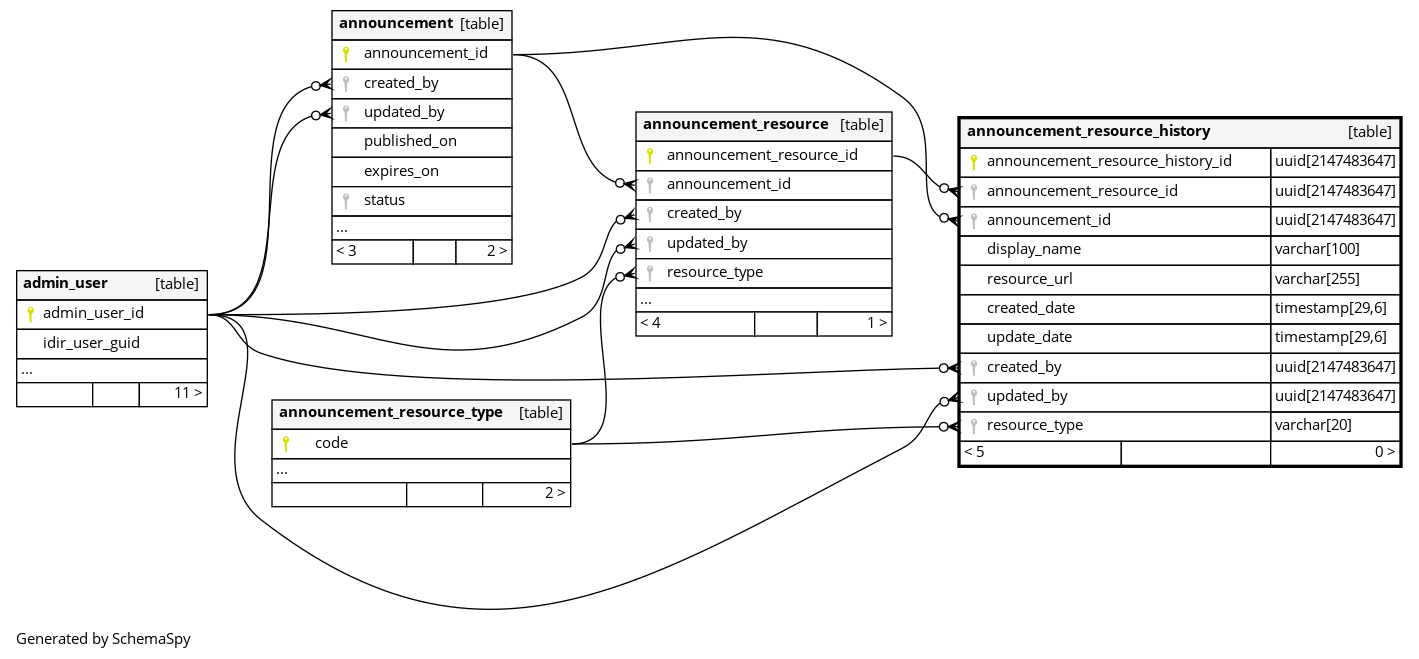 announcement [table]
announcement_id
created_by
updated_by
published_on
expires_on
status
...
< 3 2 >
announcement_resource [table]
announcement_resource_id
announcement_id
created_by
updated_by
resource_type
...
< 4 1 >
announcement_resource_history [table]
announcement_resource_history_id uuid[2147483647]
announcement_resource_id uuid[2147483647]
announcement_id uuid[2147483647]
display_name varchar[100]
resource_url varchar[255]
created_date timestamp[29,6]
update_date timestamp[29,6]
created_by uuid[2147483647]
updated_by uuid[2147483647]
resource_type varchar[20]
< 5 0 >
admin_user [table]
admin_user_id
idir_user_guid
...
11 >
announcement_resource_type [table]
code
...
2 >
Generated by SchemaSpy